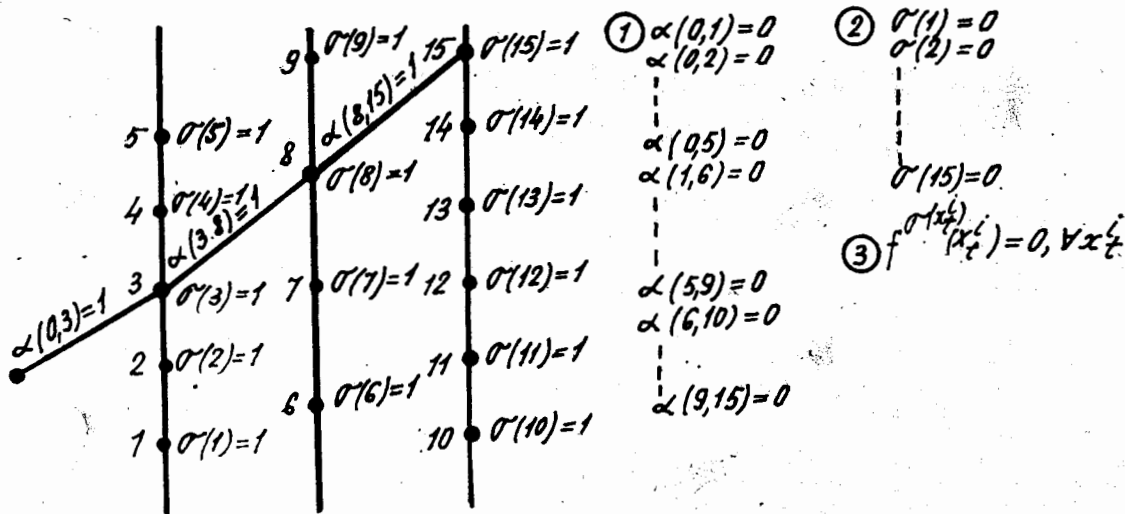 9 σ(9)=1
15 σ(15)=1
α(8,15)=1
5 σ(5)=1
14 σ(14)=1
8 σ(8)=1
4 σ(4)=1
α(3.8)=1
13 σ(13)=1
3 σ(3)=1
7 σ(7)=1
12 σ(12)=1
α(0,3)=1
2 σ(2)=1
11 σ(11)=1
6 σ(6)=1
1 σ(1)=1
10 σ(10)=1
① α(0,1)=0
α(0,2)=0
α(0,5)=0
α(1,6)=0
α(5,9)=0
α(6,10)=0
α(9,15)=0
② σ(1)=0
σ(2)=0
σ(15)=0
③ f^{σ(x_t^i)}(x_t^i)=0, ∀x_t^i